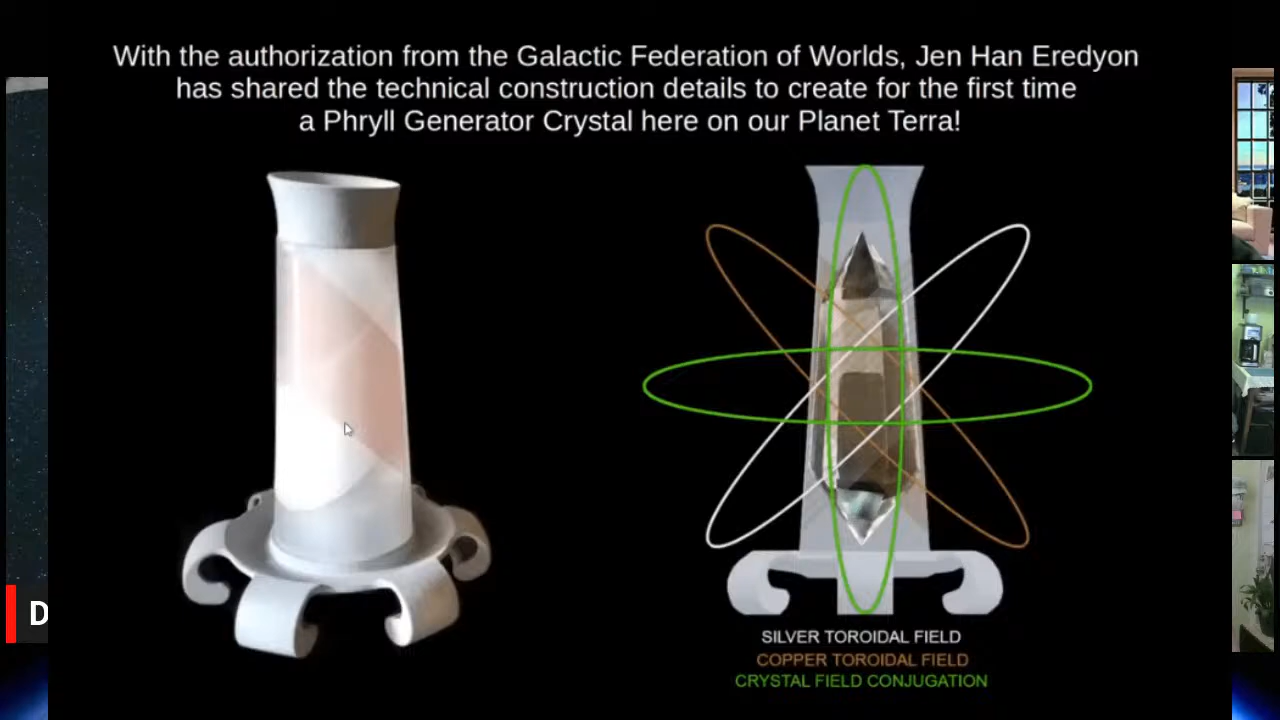 With the authorization from the Galactic Federation of Worlds, Jen Han Eredyon
has shared the technical construction details to create for the first time
a Phryll Generator Crystal here on our Planet Terra!
SILVER TOROIDAL FIELD
COPPER TOROIDAL FIELD
CRYSTAL FIELD CONJUGATION
D